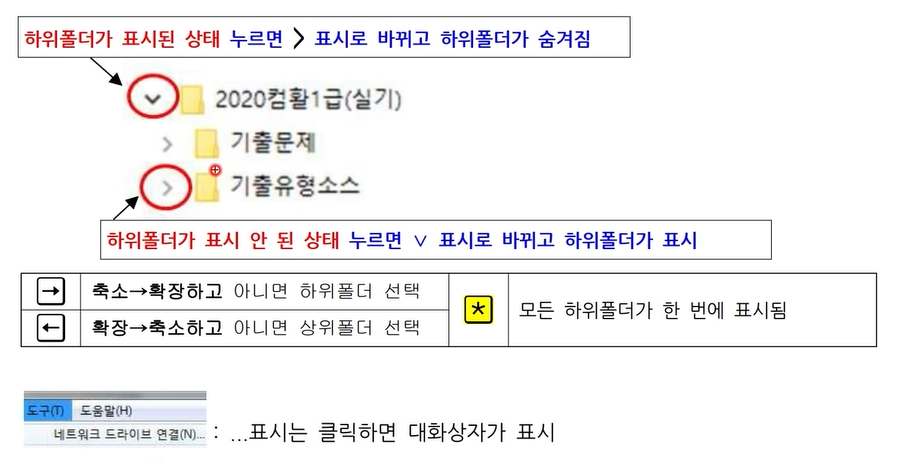 하위폴더가 표시된 상태 누르면 > 표시로 바뀌고 하위폴더가 숨겨짐
2020컴활1급(실기)
기출문제
기출유형소스
하위폴더가 표시 안 된 상태 누르면 ∨ 표시로 바뀌고 하위폴더가 표시
→ 축소→확장하고 아니면 하위폴더 선택
← 확장→축소하고 아니면 상위폴더 선택
* 모든 하위폴더가 한 번에 표시됨
도구(T) 도움말(H)
네트워크 드라이브 연결(N)... : ...표시는 클릭하면 대화상자가 표시